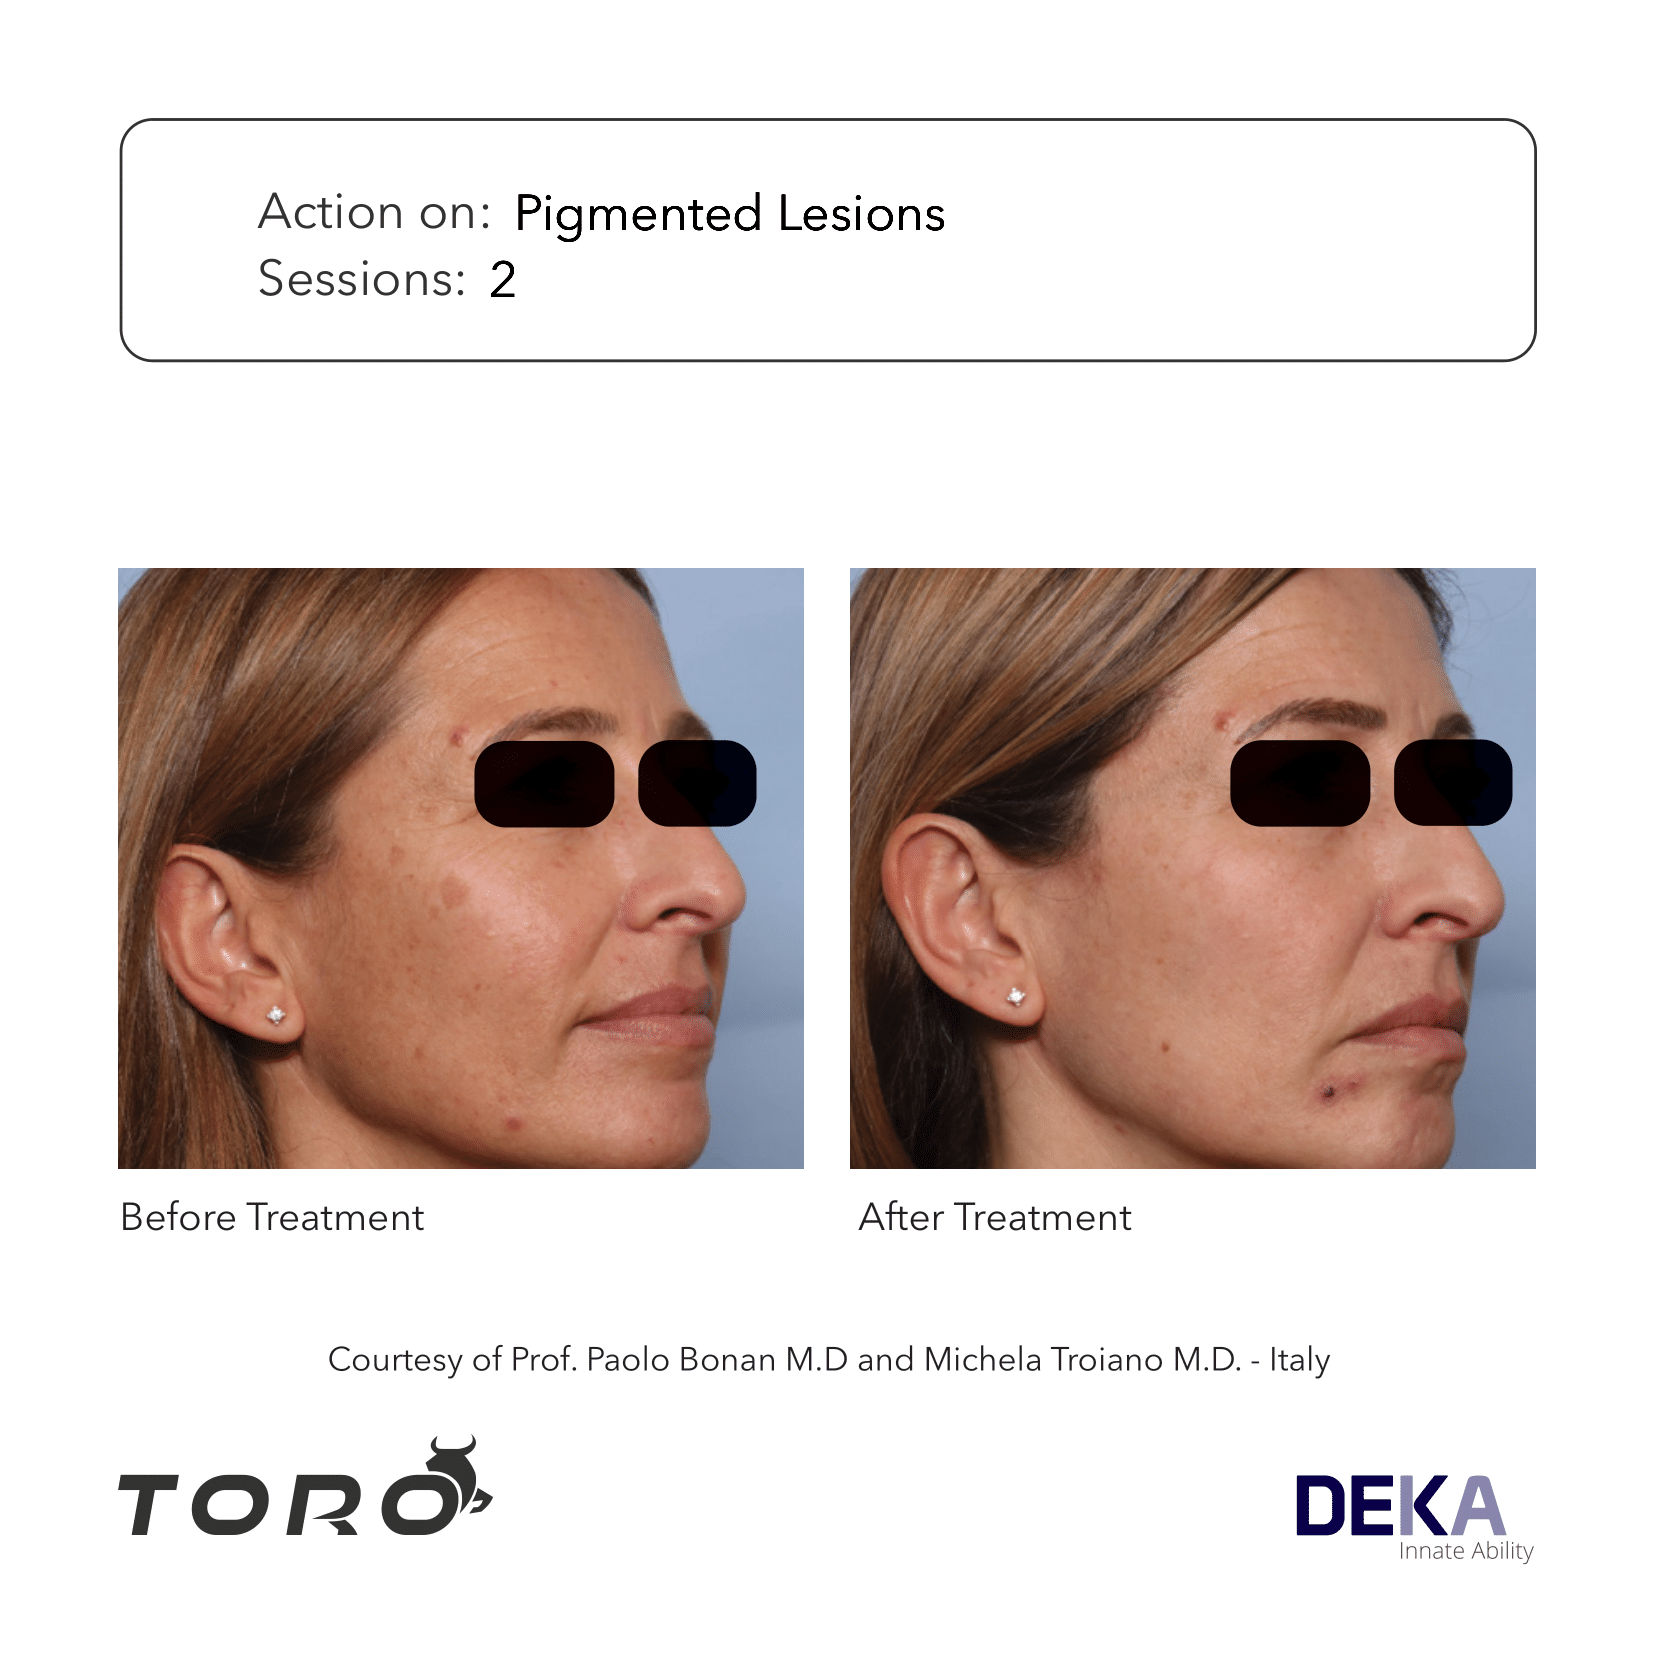 Action on: Pigmented Lesions
Sessions: 2
Before Treatment
After Treatment
Courtesy of Prof. Paolo Bonan M.D and Michela Troiano M.D. - Italy
TORO
DEKA
Innate Ability